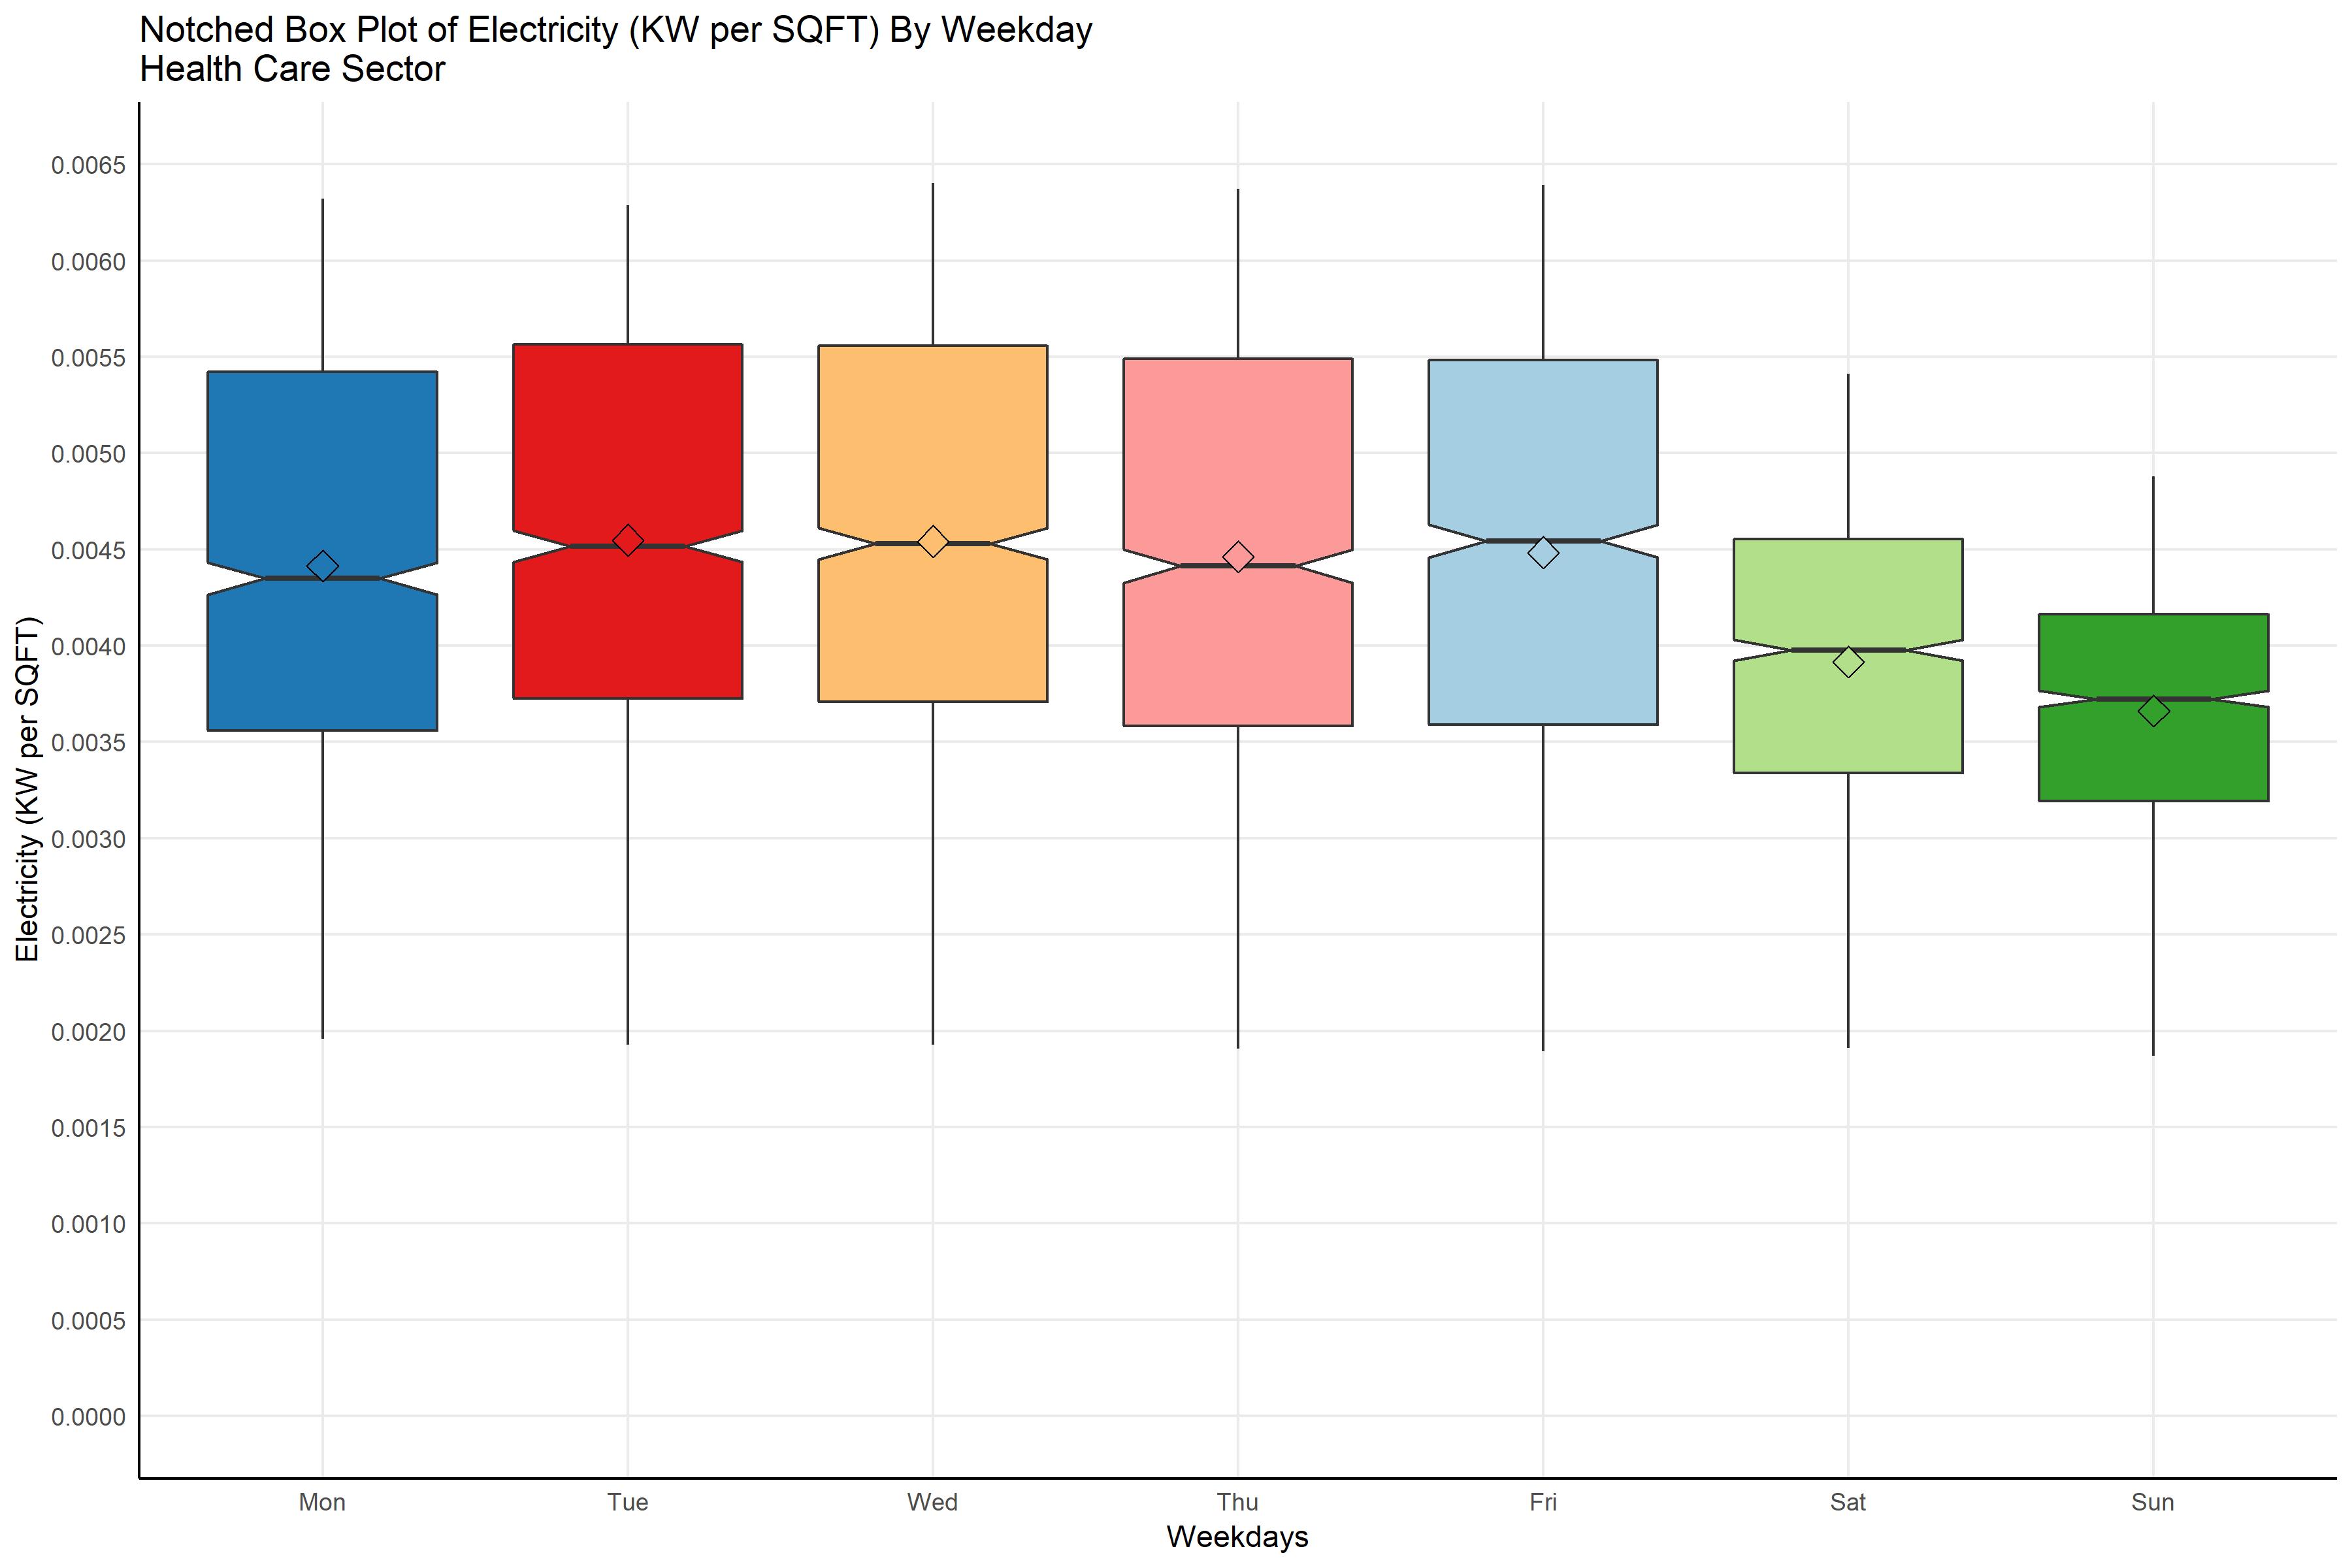 Notched Box Plot of Electricity (KW per SQFT) By Weekday
Health Care Sector
Electricity (KW per SQFT)
0.0065
0.0060
0.0055
0.0050
0.0045
0.0040
0.0035
0.0030
0.0025
0.0020
0.0015
0.0010
0.0005
0.0000
Mon Tue Wed Thu Fri Sat Sun
Weekdays